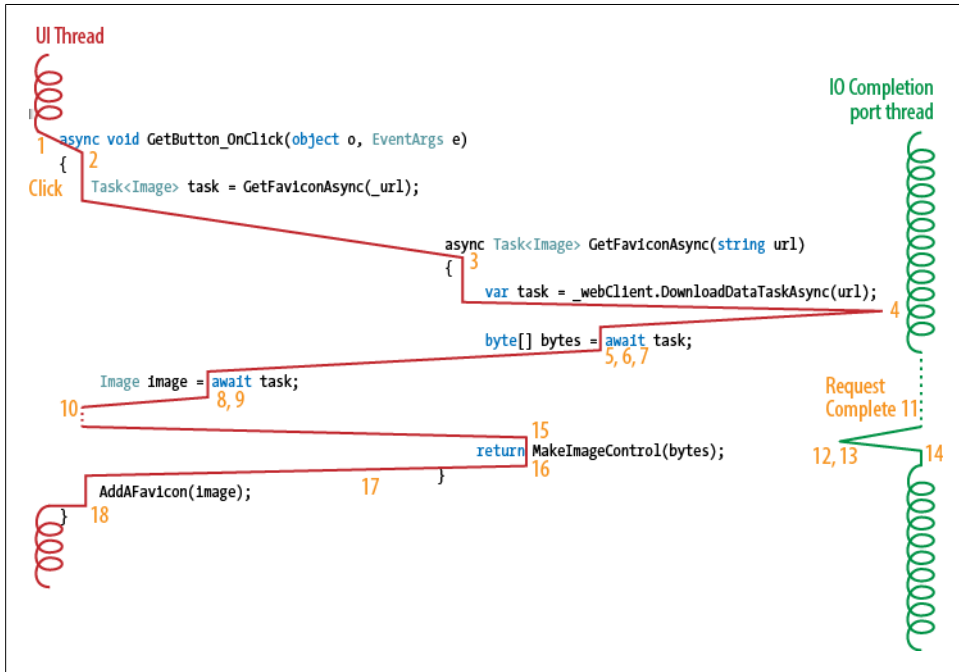 UI Thread
IO Completion
port thread
1 async void GetButton_OnClick(object o, EventArgs e)
{ 2
Click Task<Image> task = GetFaviconAsync(_url);
async Task<Image> GetFaviconAsync(string url)
{ 3
var task = _webClient.DownloadDataTaskAsync(url);
4
byte[] bytes = await task;
5, 6, 7
Image image = await task;
8, 9
10
Request
Complete 11
15
return MakeImageControl(bytes);
12, 13
14
16
}
17
AddAFavicon(image);
} 18